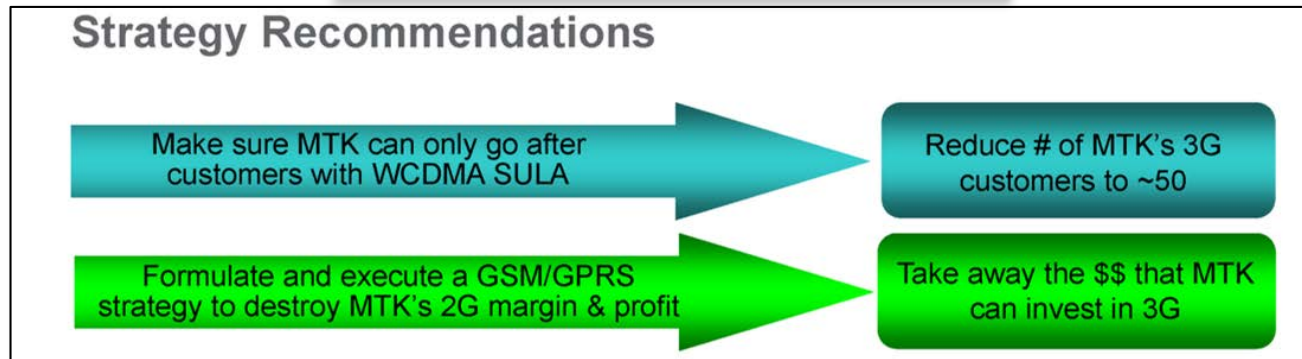 Strategy Recommendations
Make sure MTK can only go after
customers with WCDMA SULA
Reduce # of MTK's 3G
customers to ~50
Formulate and execute a GSM/GPRS
strategy to destroy MTK's 2G margin & profit
Take away the $$ that MTK
can invest in 3G